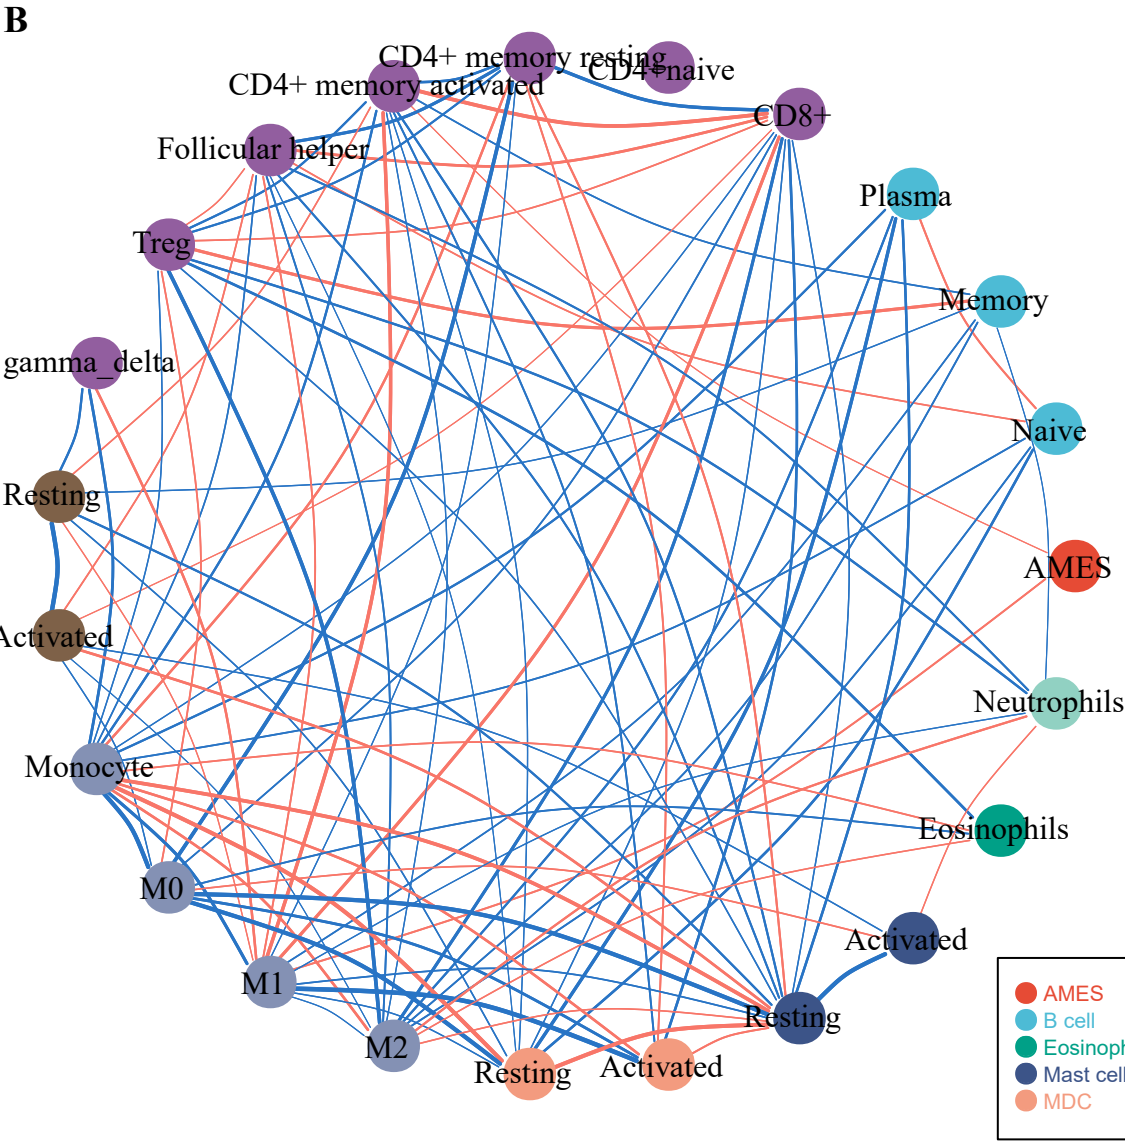 B
CD4+ memory resting
CD4+naive
CD4+ memory activated
CD8+
Follicular helper
Plasma
Treg
Memory
gamma_delta
Naive
Resting
AMES
Activated
Neutrophils
Monocyte
Eosinophils
M0
Activated
M1
Resting
M2
Resting
Activated
AMES
B cell
Eosinoph
Mast cell
MDC